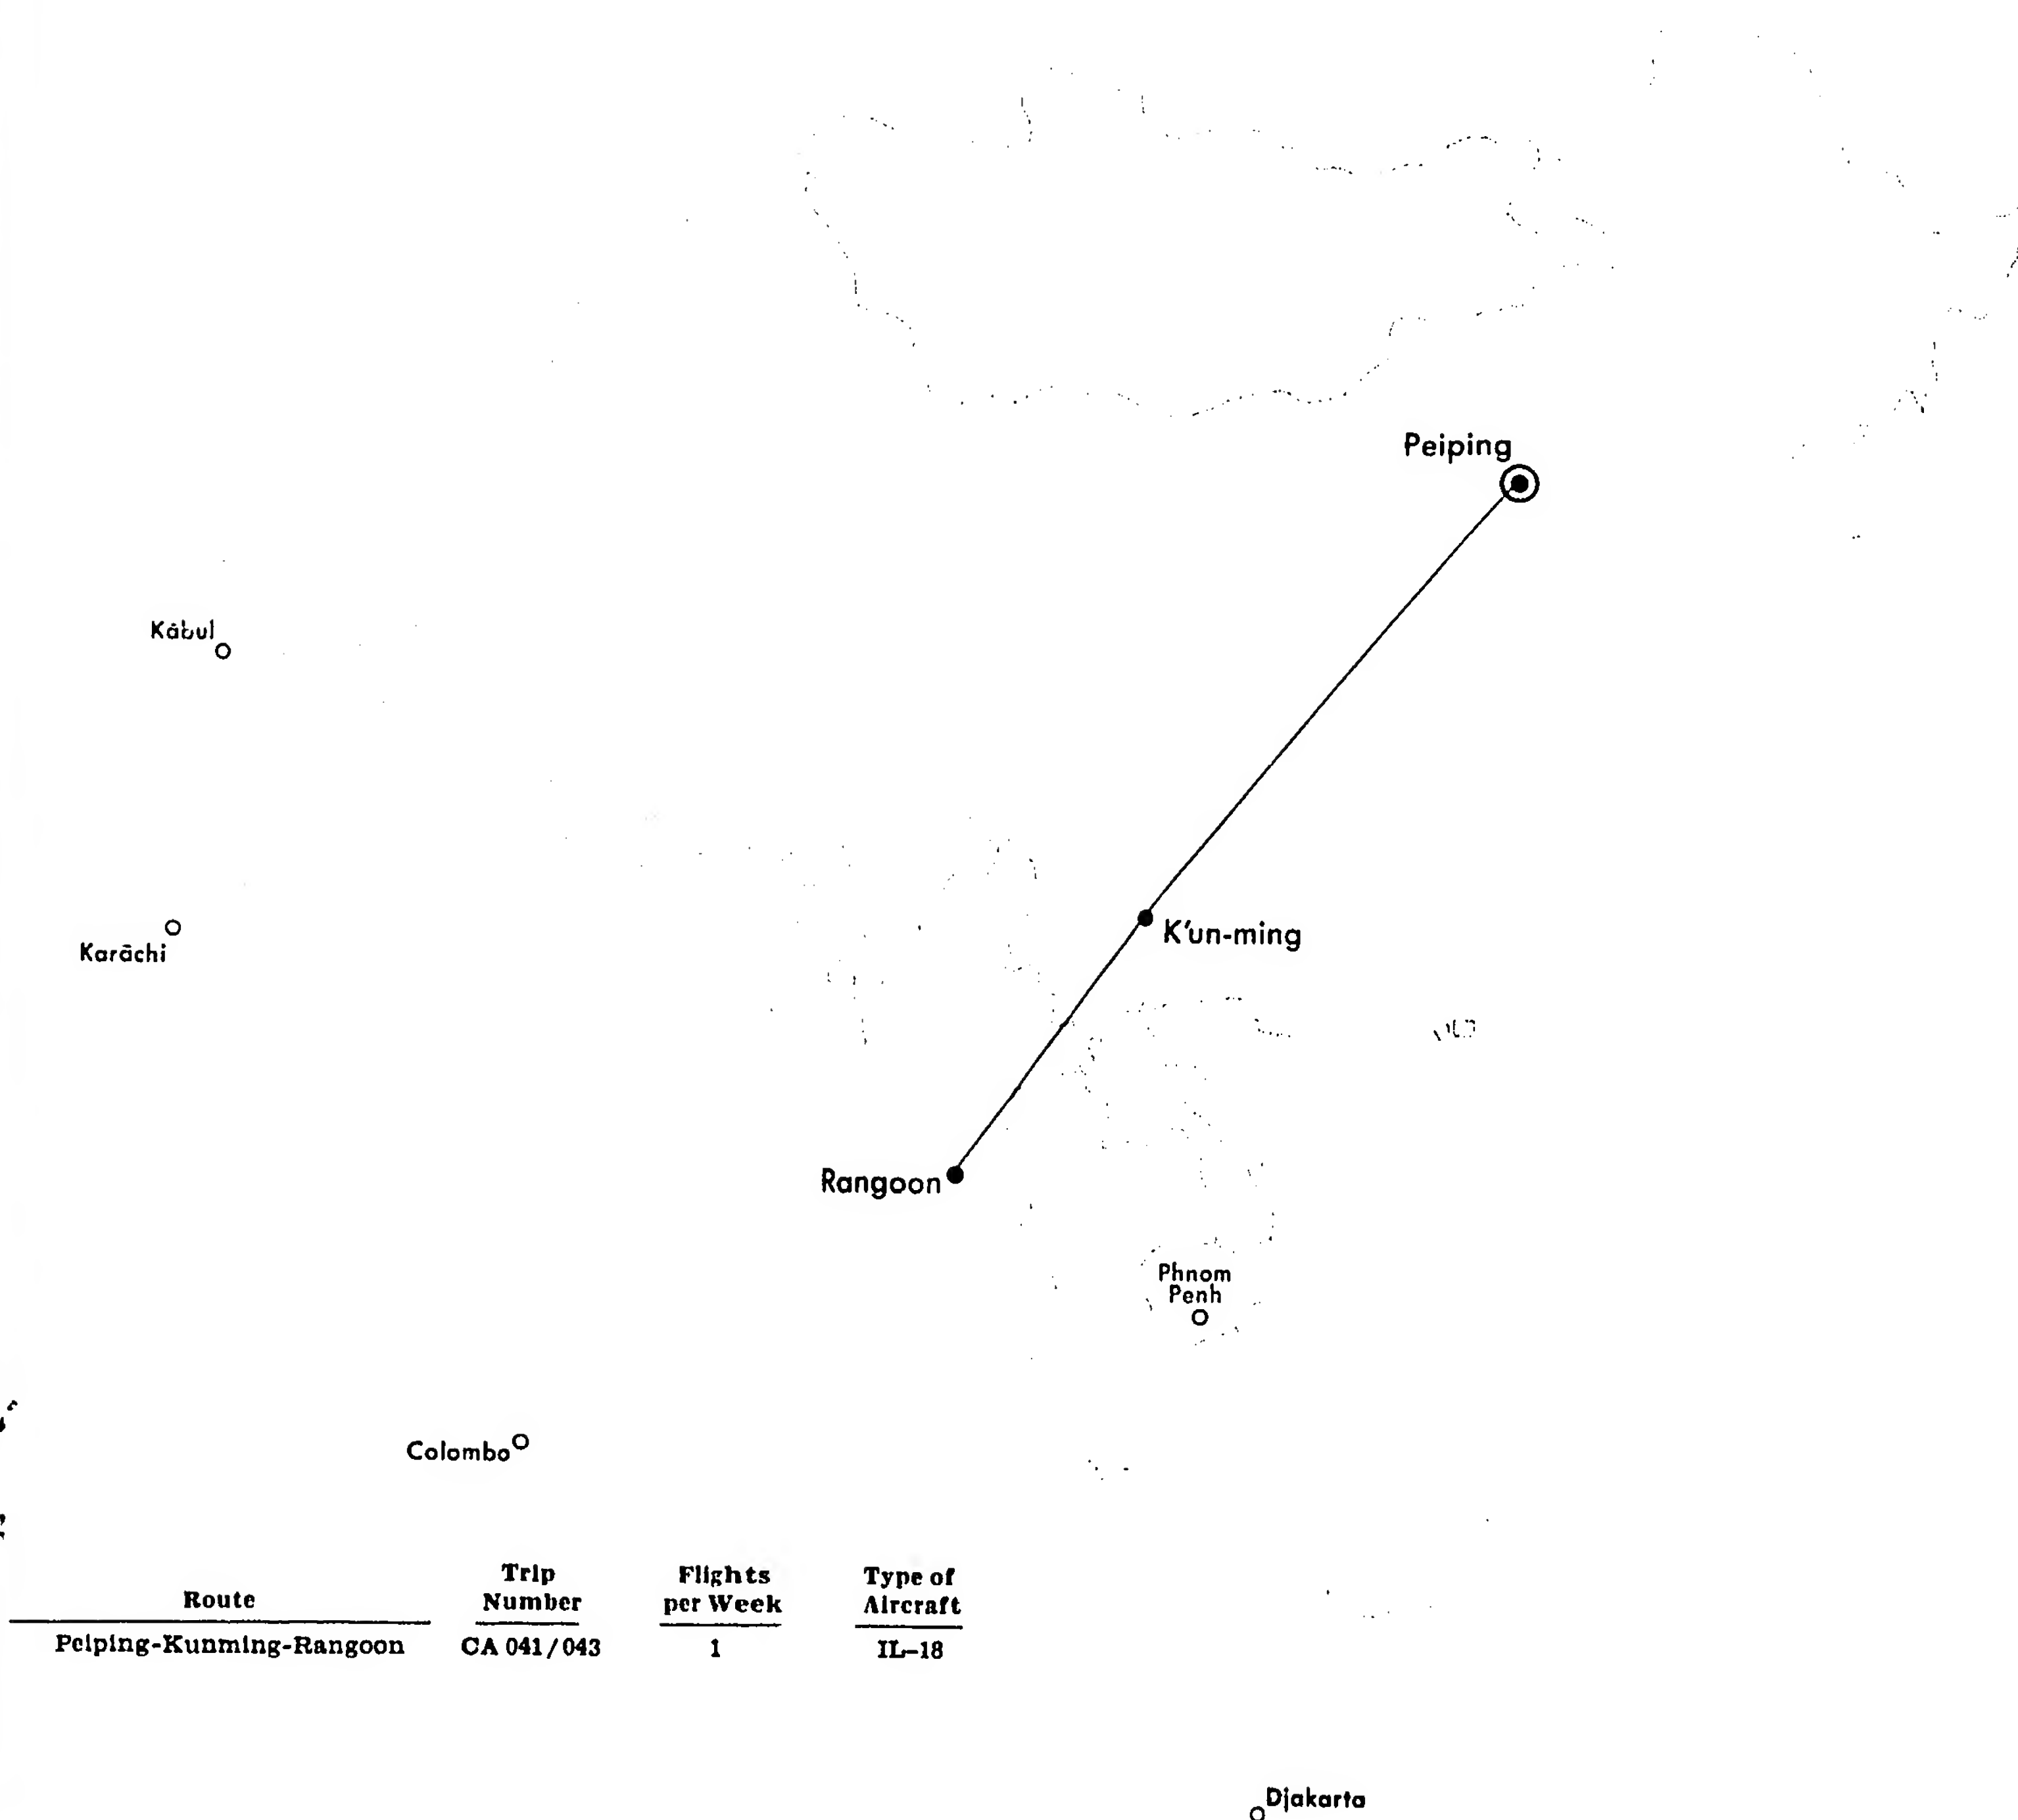 Peiping
Kābul
K'un-ming
Karāchi
Rangoon
Phnom
Penh
Colombo
Route
Trip
Number
Flights
per Week
Type of
Aircraft
Peiping-Kunming-Rangoon
CA 041/043
1
IL-18
Djakarta